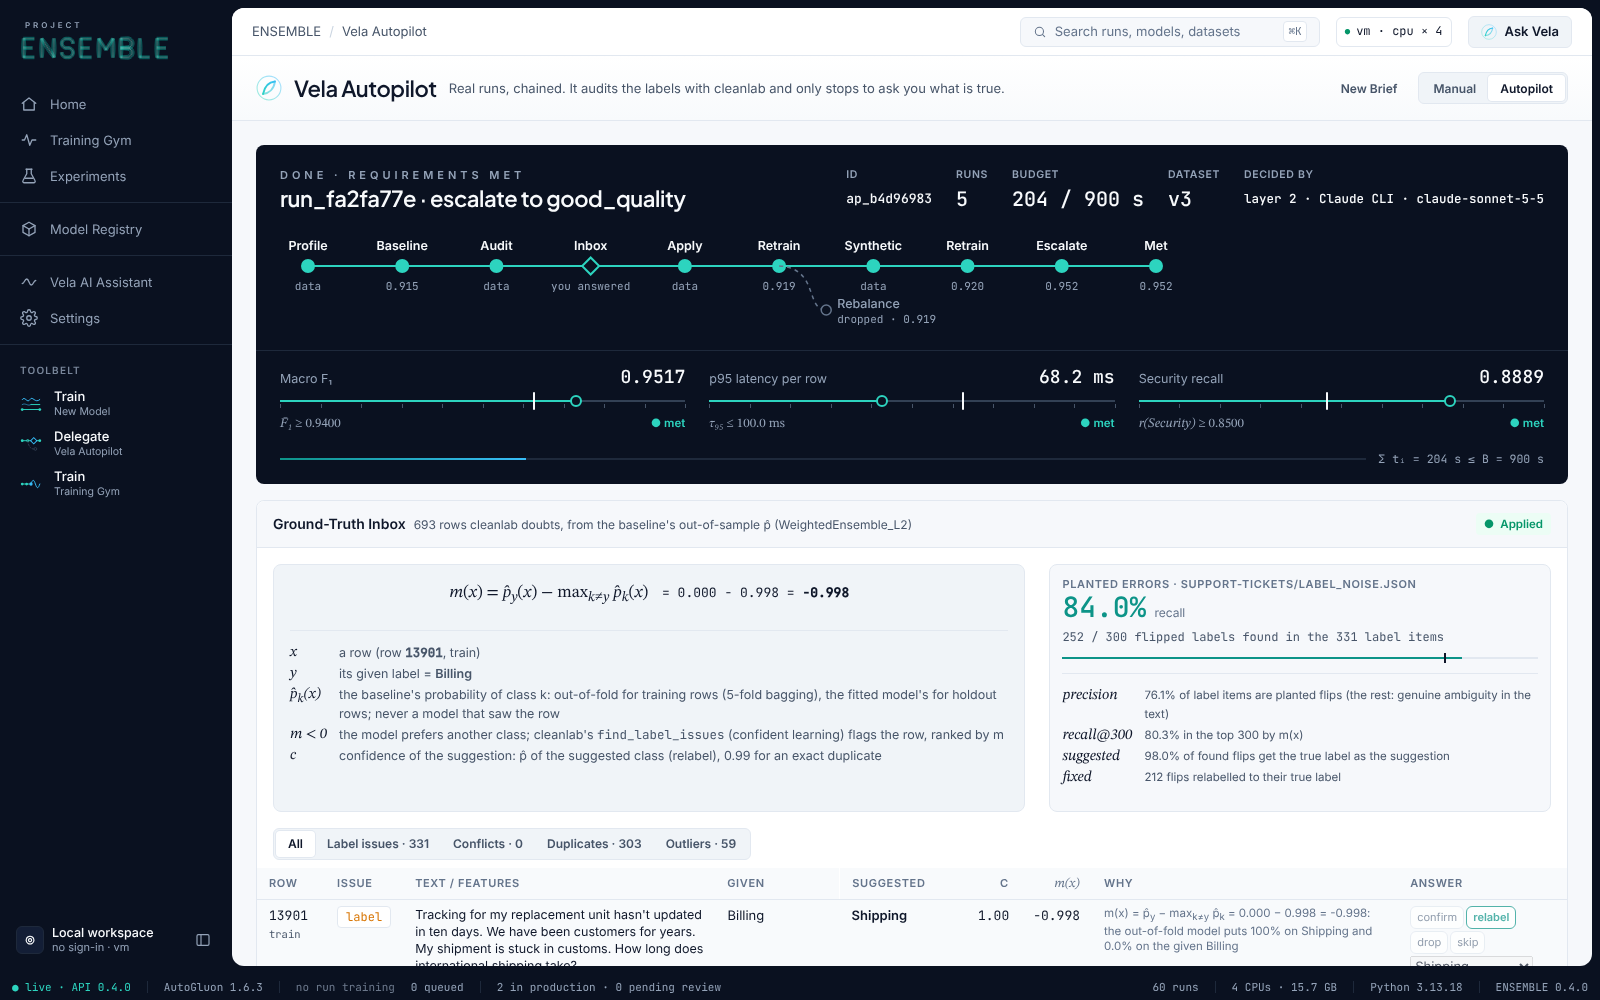 PROJECT
ENSEMBLE
Home
Training Gym
Experiments
Model Registry
Vela AI Assistant
Settings
TOOLBELT
Train
New Model
Delegate
Vela Autopilot
Train
Training Gym
Local workspace
no sign-in · vm
ENSEMBLE / Vela Autopilot
Search runs, models, datasets ⌘K
vm · cpu × 4
Ask Vela
Vela Autopilot Real runs, chained. It audits the labels with cleanlab and only stops to ask you what is true.
New Brief Manual Autopilot
DONE · REQUIREMENTS MET
run_fa2fa77e · escalate to good_quality
ID RUNS BUDGET DATASET DECIDED BY
ap_b4d96983 5 204 / 900 s v3 layer 2 · Claude CLI · claude-sonnet-5-5
Profile Baseline Audit Inbox Apply Retrain Synthetic Retrain Escalate Met
data 0.915 data you answered data 0.919 data 0.920 0.952 0.952
Rebalance
dropped · 0.919
Macro F₁ 0.9517
F̄₁ ≥ 0.9400 met
p95 latency per row 68.2 ms
τ₉₅ ≤ 100.0 ms met
Security recall 0.8889
r(Security) ≥ 0.8500 met
Σ tᵢ = 204 s ≤ B = 900 s
Ground-Truth Inbox 693 rows cleanlab doubts, from the baseline's out-of-sample p̂ (WeightedEnsemble_L2)
Applied
m(x) = p̂y(x) − maxk≠y p̂k(x) = 0.000 - 0.998 = -0.998
x a row (row 13901, train)
y its given label = Billing
p̂k(x) the baseline's probability of class k: out-of-fold for training rows (5-fold bagging), the fitted model's for holdout
rows; never a model that saw the row
m < 0 the model prefers another class; cleanlab's find_label_issues (confident learning) flags the row, ranked by m
c confidence of the suggestion: p̂ of the suggested class (relabel), 0.99 for an exact duplicate
PLANTED ERRORS · SUPPORT-TICKETS/LABEL_NOISE.JSON
84.0% recall
252 / 300 flipped labels found in the 331 label items
precision 76.1% of label items are planted flips (the rest: genuine ambiguity in the
text)
recall@300 80.3% in the top 300 by m(x)
suggested 98.0% of found flips get the true label as the suggestion
fixed 212 flips relabelled to their true label
All Label issues · 331 Conflicts · 0 Duplicates · 303 Outliers · 59
ROW ISSUE TEXT / FEATURES GIVEN SUGGESTED C m(x) WHY ANSWER
13901 label Tracking for my replacement unit hasn't updated Billing Shipping 1.00 -0.998 m(x) = p̂y − maxk≠y p̂k = 0.000 − 0.998 = -0.998: confirm relabel
train in ten days. We have been customers for years. the out-of-fold model puts 100% on Shipping and
My shipment is stuck in customs. How long does 0.0% on the given Billing drop skip
international shipping take? Shipping
live · API 0.4.0 AutoGluon 1.6.3 no run training 0 queued 2 in production · 0 pending review 60 runs 4 CPUs · 15.7 GB Python 3.13.18 ENSEMBLE 0.4.0